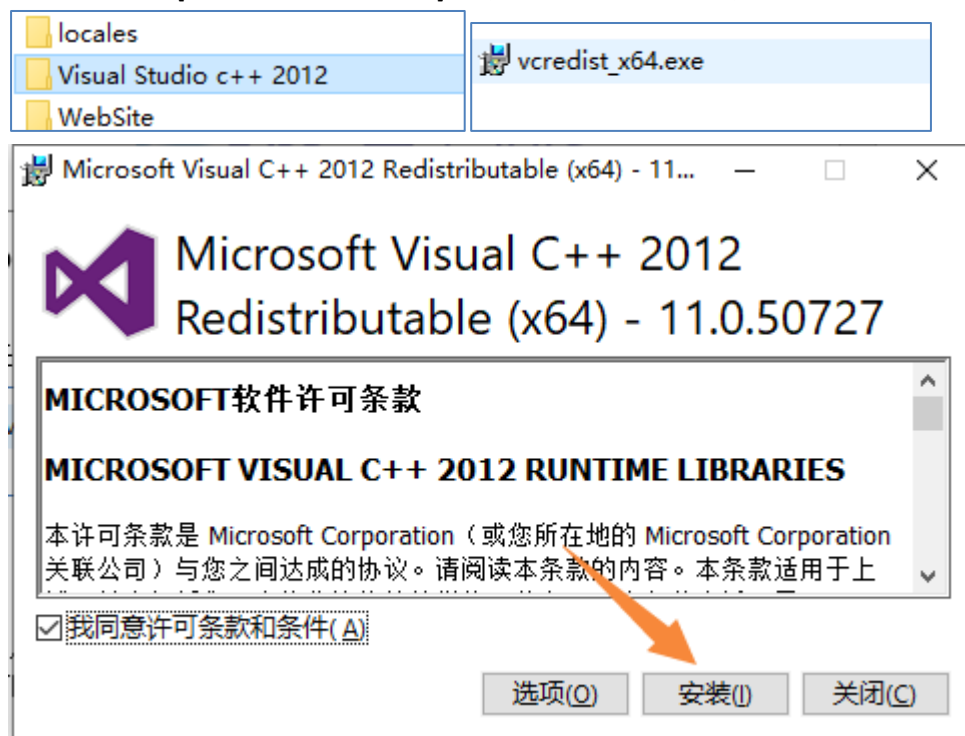 locales
Visual Studio c++ 2012
WebSite
vcredist_x64.exe
Microsoft Visual C++ 2012 Redistributable (x64) - 11...
Microsoft Visual C++ 2012
Redistributable (x64) - 11.0.50727
MICROSOFT软件许可条款
MICROSOFT VISUAL C++ 2012 RUNTIME LIBRARIES
本许可条款是 Microsoft Corporation（或您所在地的 Microsoft Corporation
关联公司）与您之间达成的协议。请阅读本条款的内容。本条款适用于上
我同意许可条款和条件(A)
选项(O) 安装(I) 关闭(C)